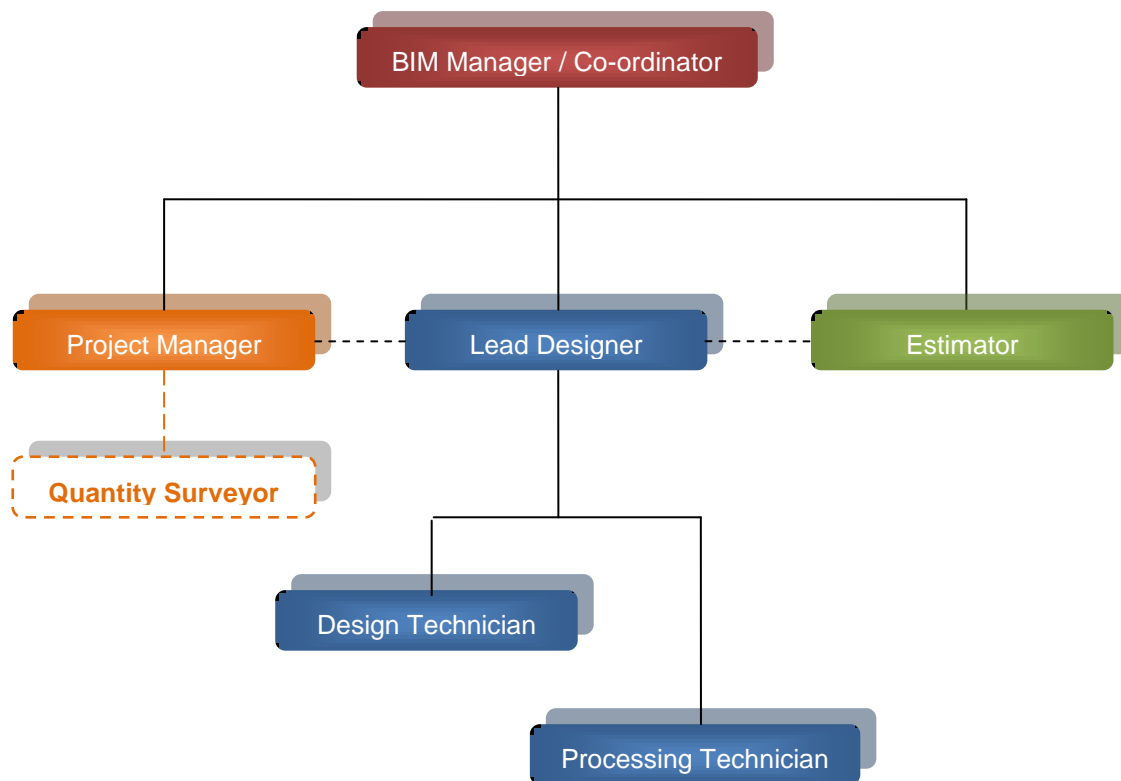 BIM Manager / Co-ordinator
Project Manager
Lead Designer
Estimator
Quantity Surveyor
Design Technician
Processing Technician